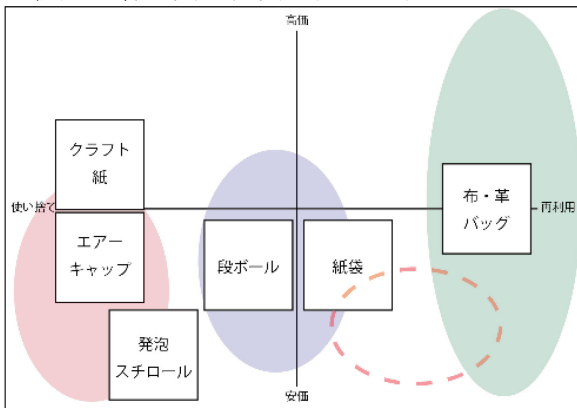 高価
クラフト
紙
使い捨て
布・革
バッグ
再利用
エアー
キャップ
段ボール
紙袋
発泡
スチロール
安価